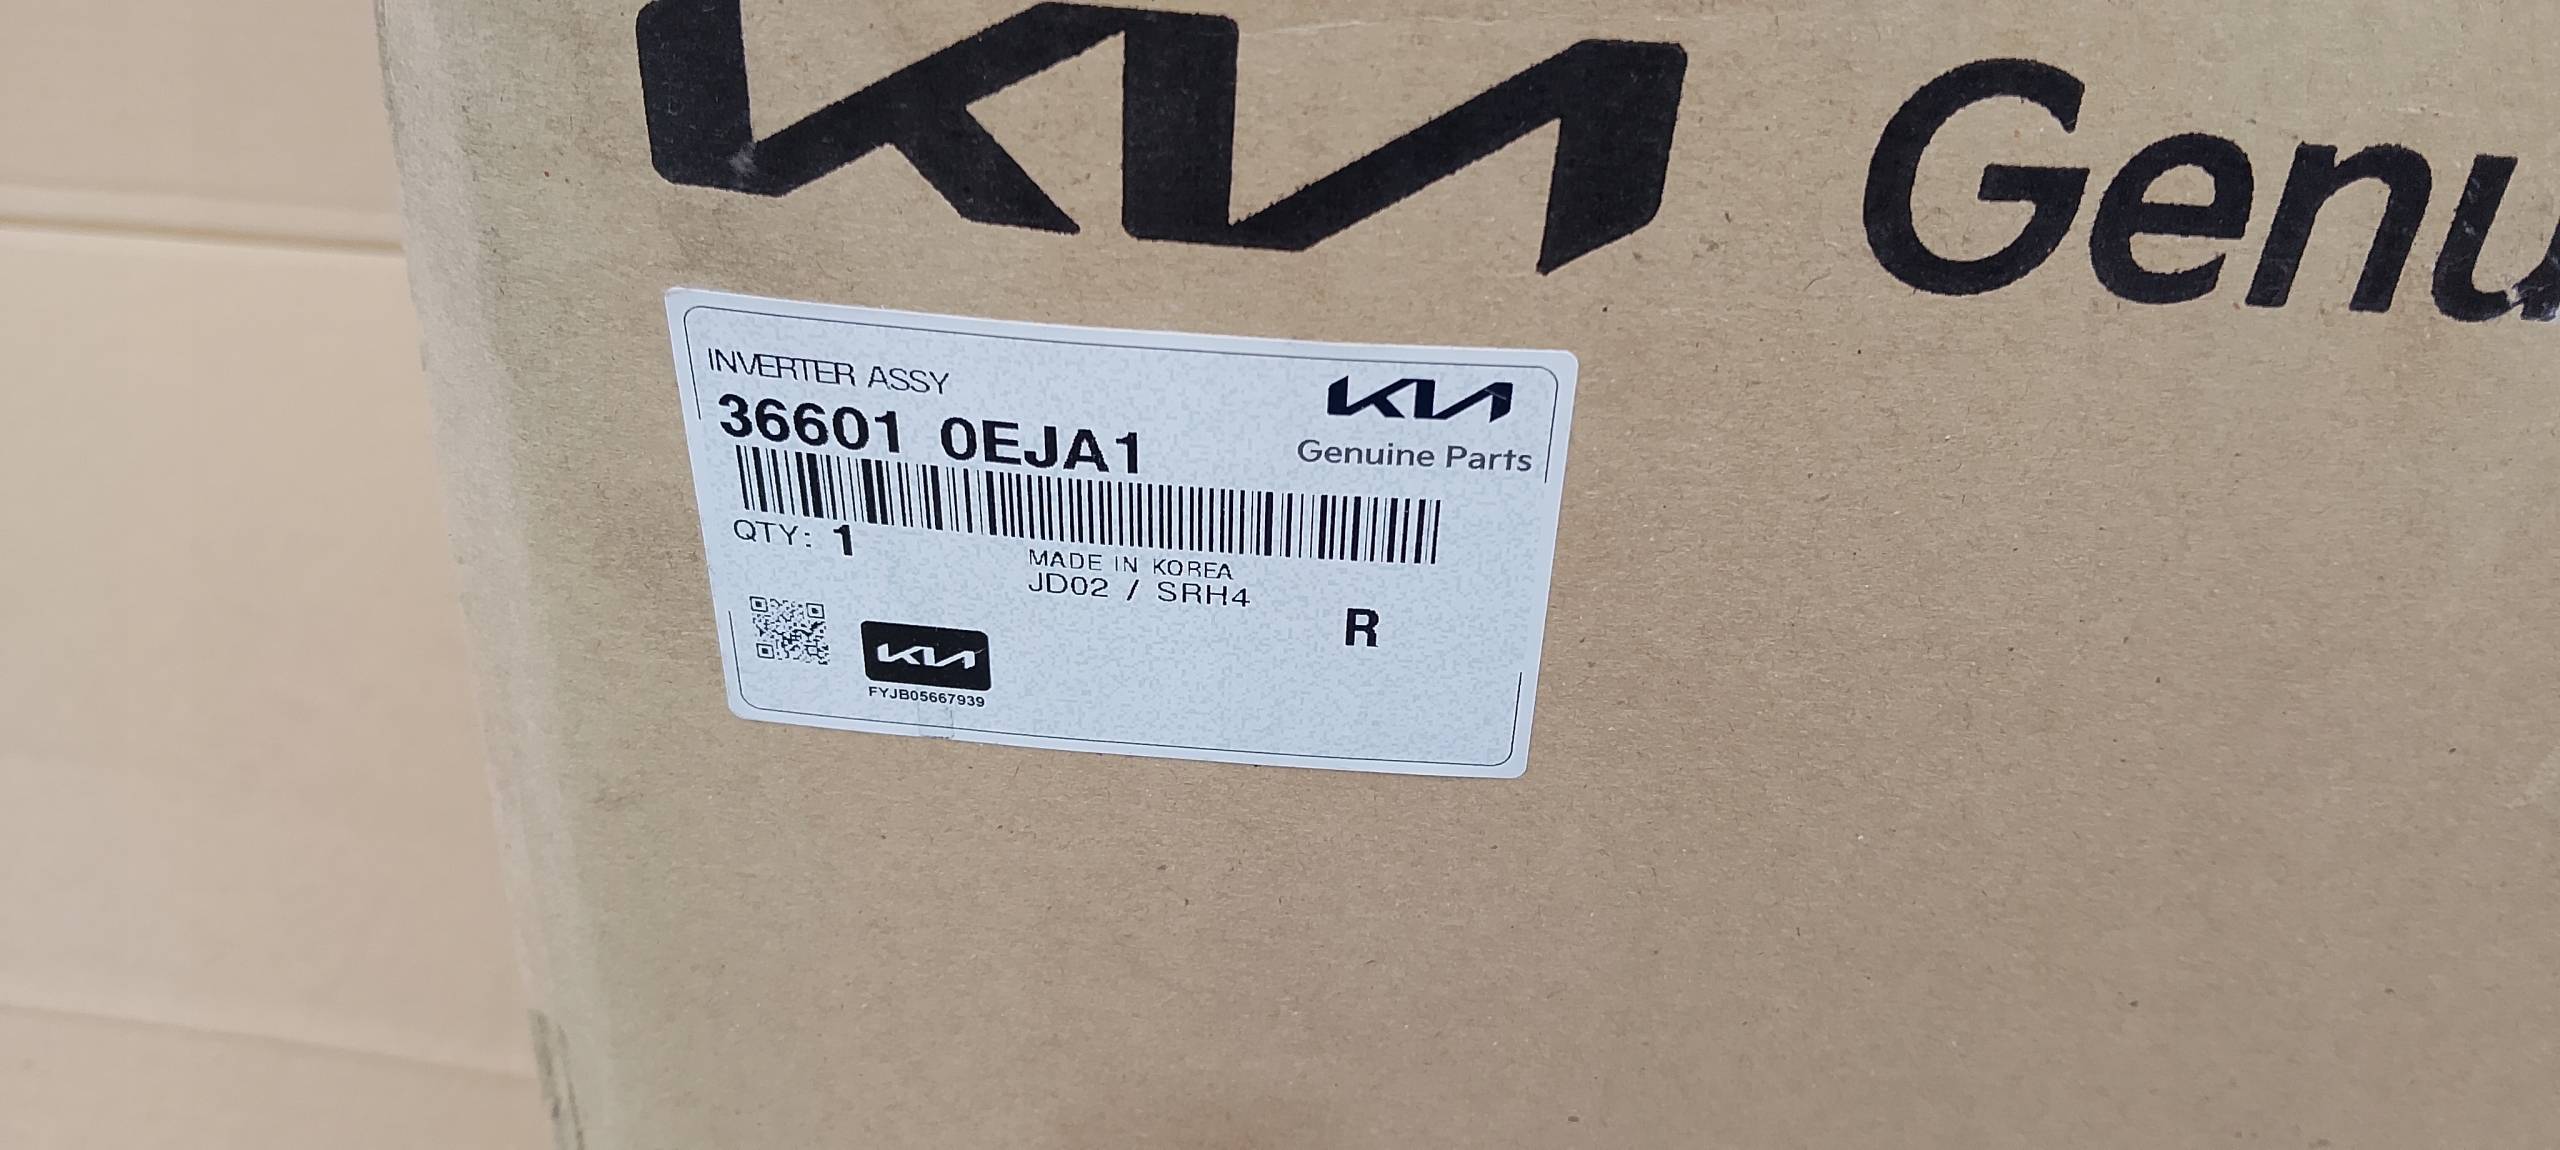 KIA Genu
INVERTER ASSY
36601 0EJA1
KIA
Genuine Parts
QTY: 1
MADE IN KOREA
JD02 / SRH4
R
KIA
FYJB05667939